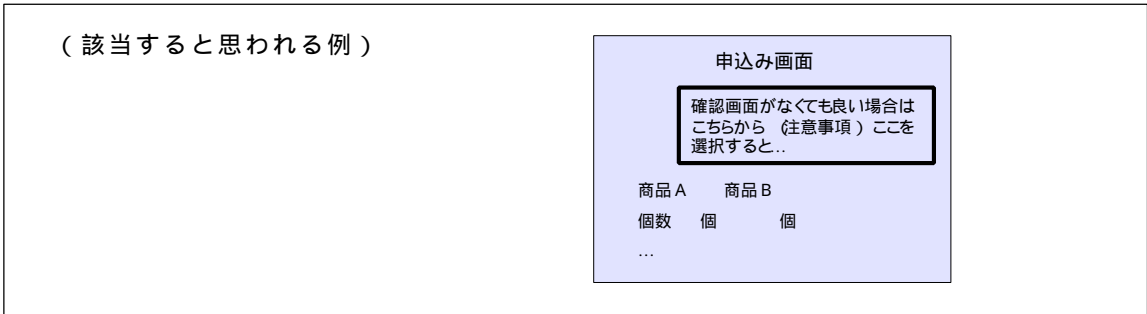 (該当すると思われる例)
申込み画面
確認画面がなくても良い場合は
こちらから (注意事項) ここを
選択すると..
商品A 商品B
個数 個 個
...